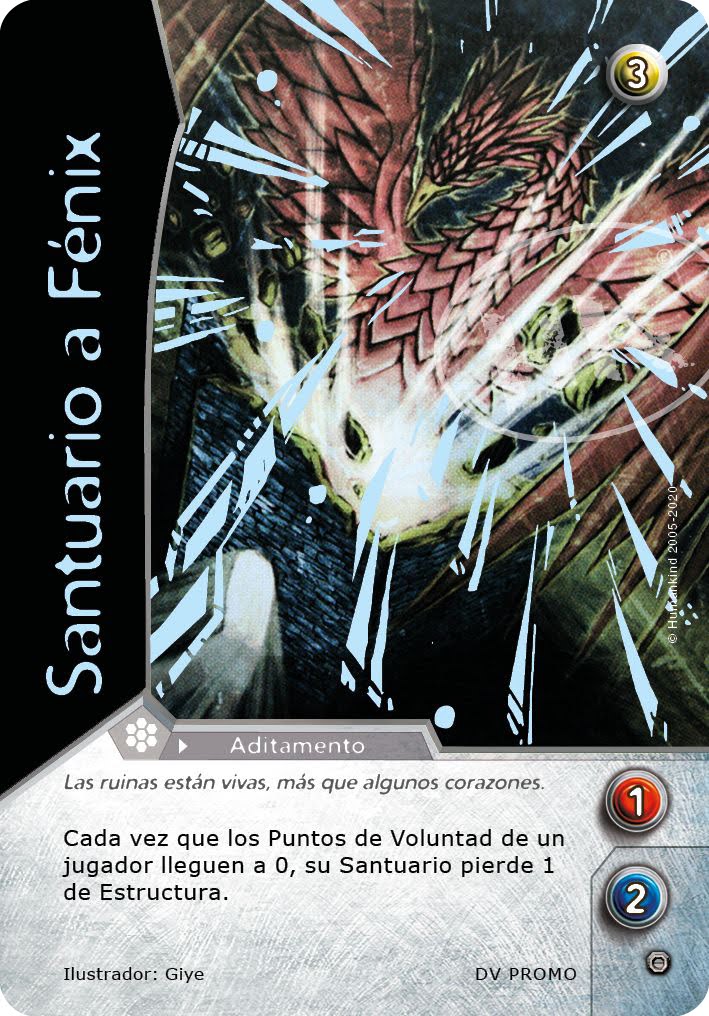 Santuario a Fénix
3
© Humankind 2005-2020
Aditamento
Las ruinas están vivas, más que algunos corazones.
1
Cada vez que los Puntos de Voluntad de un
jugador lleguen a 0, su Santuario pierde 1
de Estructura.
2
Ilustrador: Giye
DV PROMO